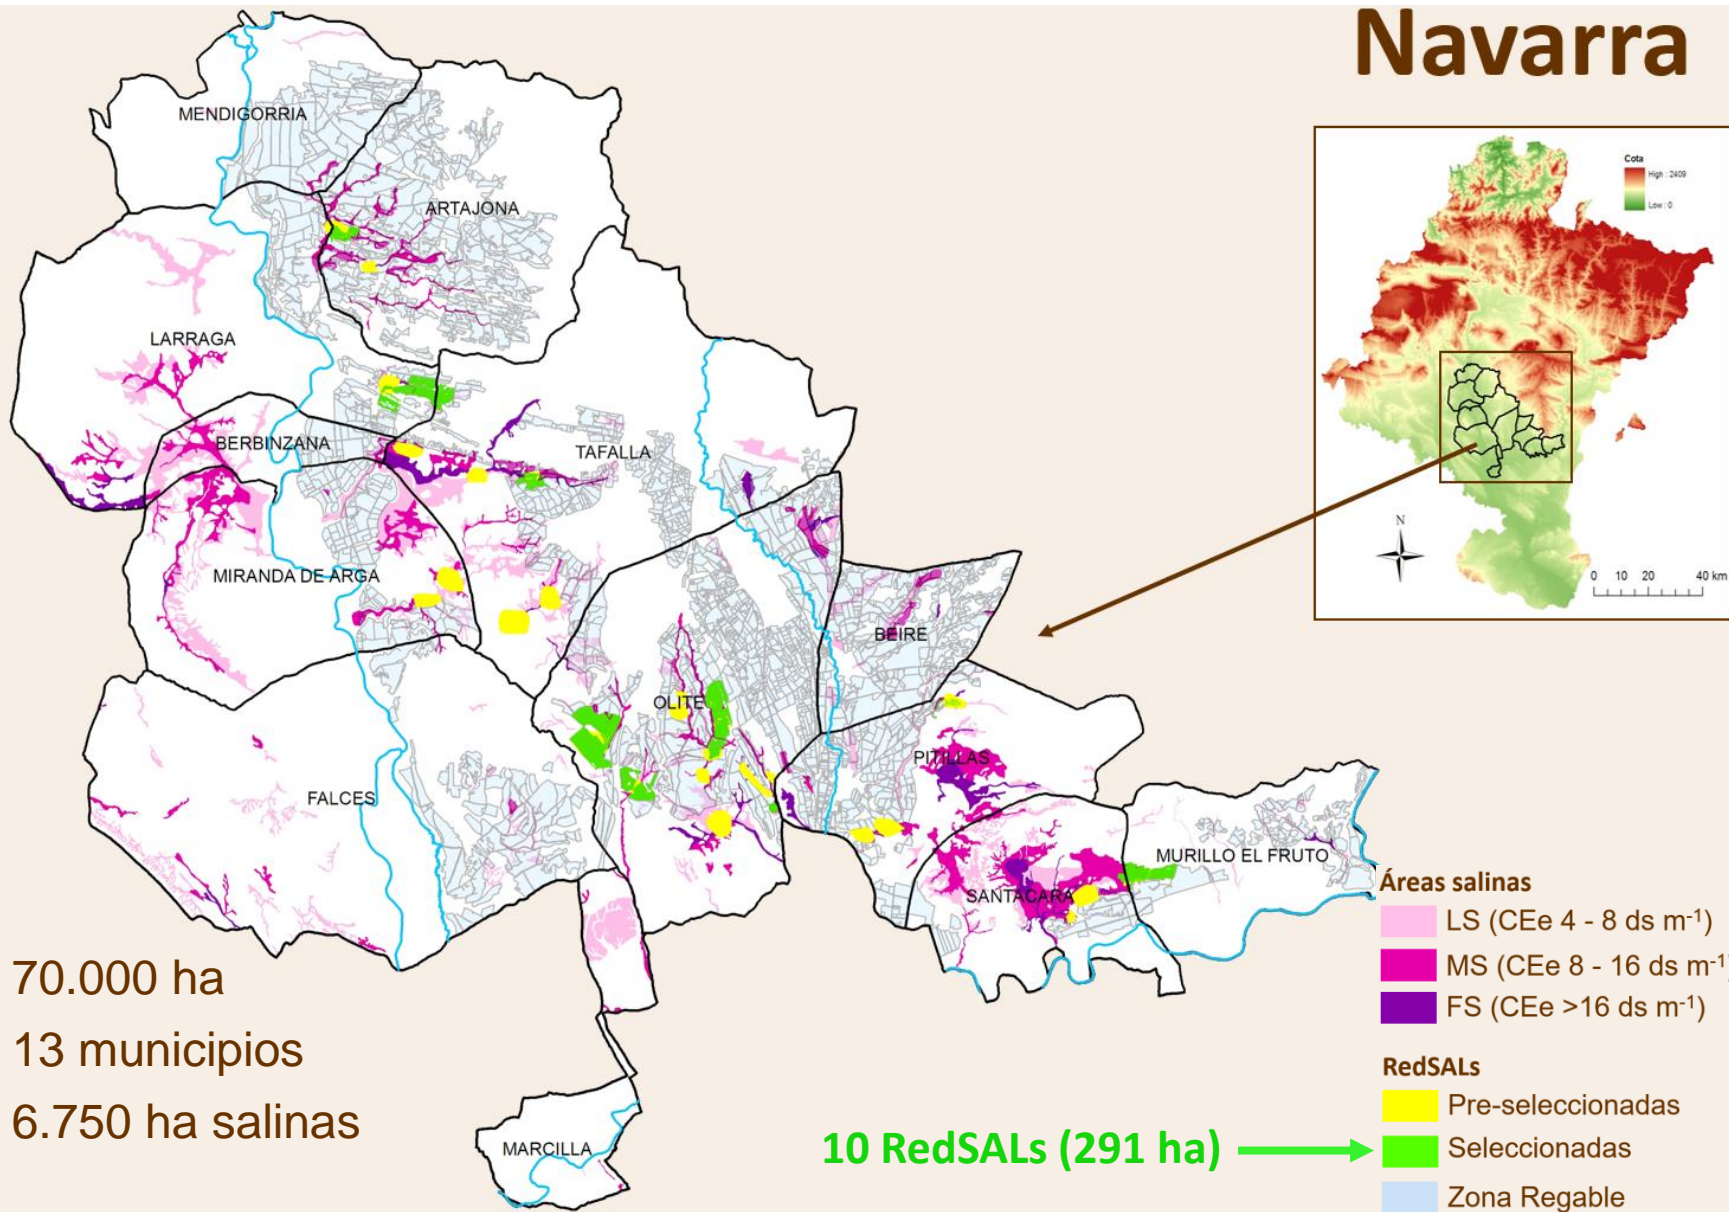 Navarra
MENDIGORRIA
ARTAJONA
LARRAGA
BERBINZANA
TAFALLA
MIRANDA DE ARGA
BEIRE
OLITE
PITILLAS
FALCES
MURILLO EL FRUTO
SANTACARA
MARCILLA
Cota
High : 2409
Low : 0
N
0 10 20 40 km
70.000 ha
13 municipios
6.750 ha salinas
10 RedSALs (291 ha)
Áreas salinas
LS (CEe 4 - 8 ds m⁻¹)
MS (CEe 8 - 16 ds m⁻¹)
FS (CEe >16 ds m⁻¹)
RedSALs
Pre-seleccionadas
Seleccionadas
Zona Regable